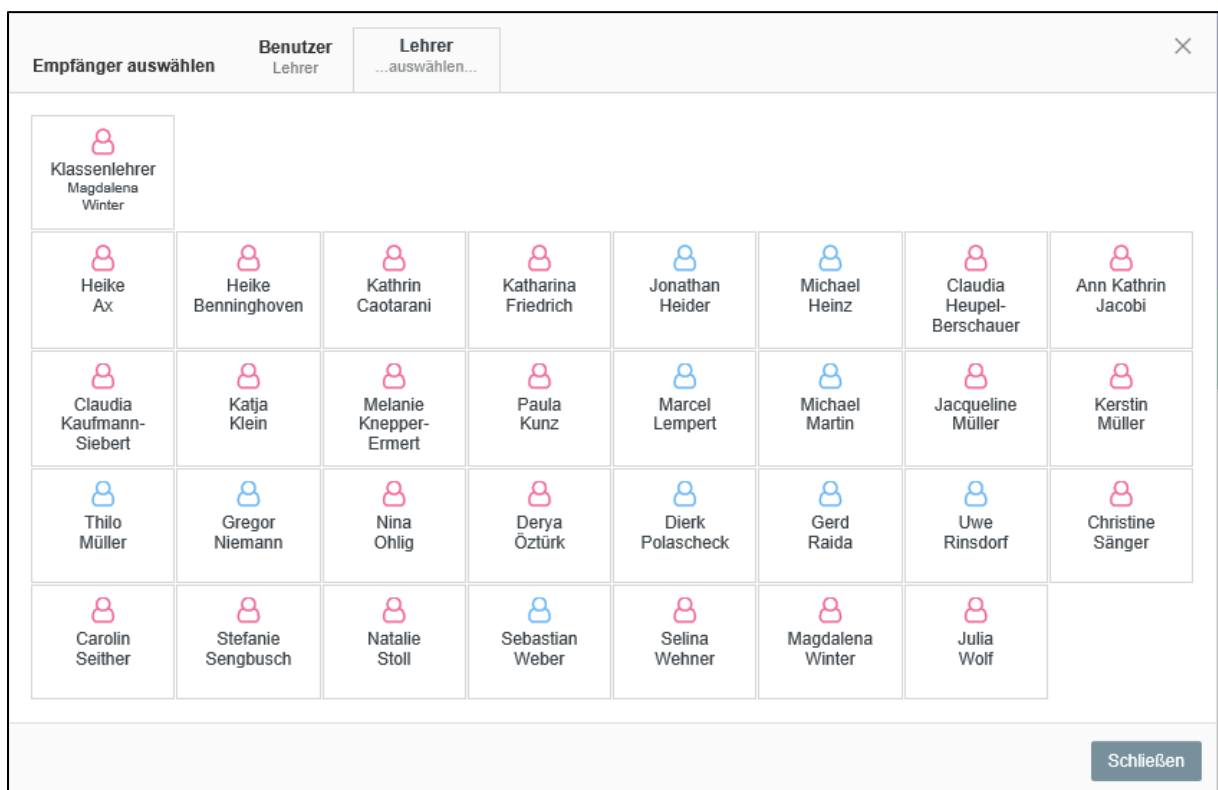 Empfänger auswählen
Benutzer
Lehrer
Lehrer
...auswählen...
Klassenlehrer
Magdalena
Winter
Heike
Ax
Heike
Benninghoven
Kathrin
Caotarani
Katharina
Friedrich
Jonathan
Heider
Michael
Heinz
Claudia
Heupel-
Berschauer
Ann Kathrin
Jacobi
Claudia
Kaufmann-
Siebert
Katja
Klein
Melanie
Knepper-
Ermert
Paula
Kunz
Marcel
Lempert
Michael
Martin
Jacqueline
Müller
Kerstin
Müller
Thilo
Müller
Gregor
Niemann
Nina
Ohlig
Derya
Öztürk
Dierk
Polascheck
Gerd
Raida
Uwe
Rinsdorf
Christine
Sänger
Carolin
Seither
Stefanie
Sengbusch
Natalie
Stoll
Sebastian
Weber
Selina
Wehner
Magdalena
Winter
Julia
Wolf
Schließen